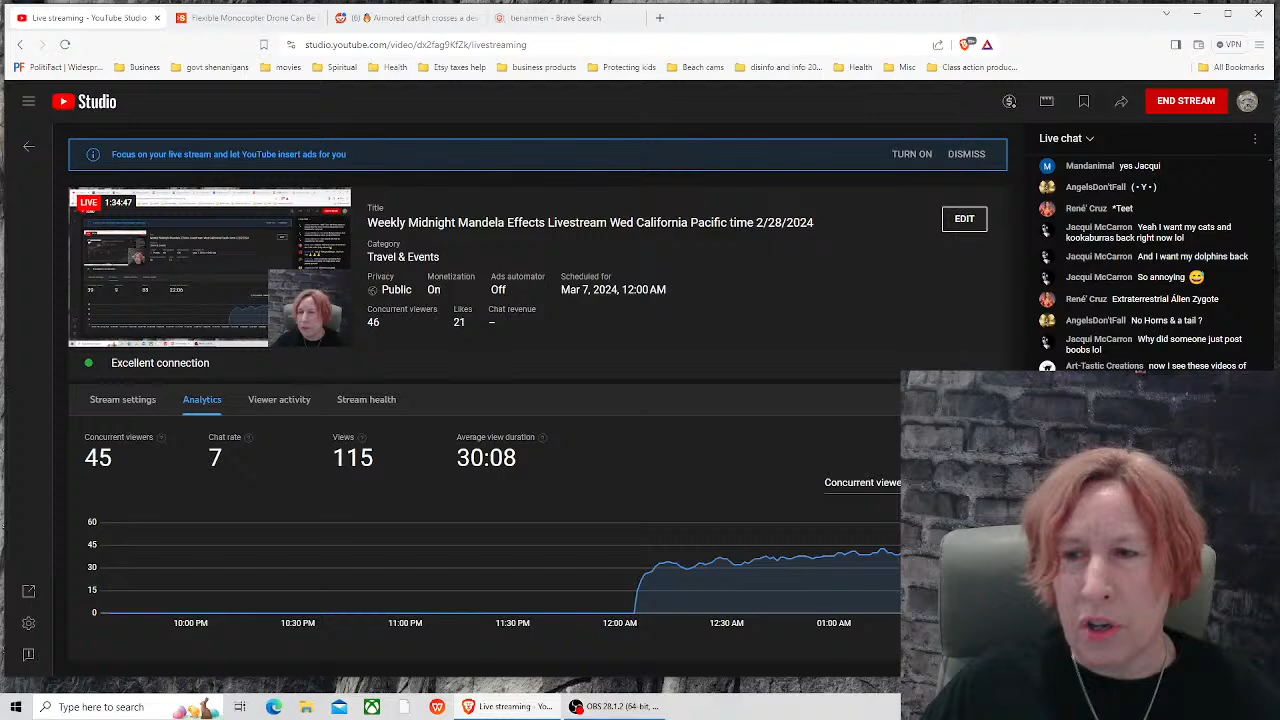 Live streaming - YouTube Studio
Flexible Monocopter Drone Can Be
(6) 🔥 Armored catfish crosses a des
tienanmen - Brave Search
studio.youtube.com/video/dx2fag9KfZk/livestreaming
99+
VPN
PF PolitiFact (Widespr...
Business
govt shenanigans
movies
Spiritual
Health
Etsy taxes help
business products
Protecting kids
Beach cams
disinfo and info 20...
Health
Misc
Class action produc...
All Bookmarks
Studio
END STREAM
Focus on your live stream and let YouTube insert ads for you
TURN ON
DISMISS
LIVE 1:34:47
Title
Weekly Midnight Mandela Effects Livestream Wed California Pacific time 2/28/2024
EDIT
Category
Travel & Events
Privacy
Monetization
Ads automator
Scheduled for
Public
On
Off
Mar 7, 2024, 12:00 AM
Concurrent viewers
Likes
Chat revenue
46
21
–
Excellent connection
Stream settings
Analytics
Viewer activity
Stream health
Concurrent viewers
Chat rate
Views
Average view duration
45
7
115
30:08
Concurrent viewe
60
45
30
15
0
10:00 PM
10:30 PM
11:00 PM
11:30 PM
12:00 AM
12:30 AM
01:00 AM
Live chat
M Mandanimal yes Jacqui
AngelsDon'tFall ( • Y • )
René' Cruz *Teet
Jacqui McCarron Yeah I want my cats and
kookaburras back right now lol
Jacqui McCarron And I want my dolphins back
Jacqui McCarron So annoying 😅
René' Cruz Extraterrestrial Állen Zygote
AngelsDon'tFall No Horns & a tail ?
Jacqui McCarron Why did someone just post
boobs lol
Art-Tastic Creations now I see these videos of
Type here to search
Live streaming - Yo...
OBS 28.1.2 (64-bit, ...